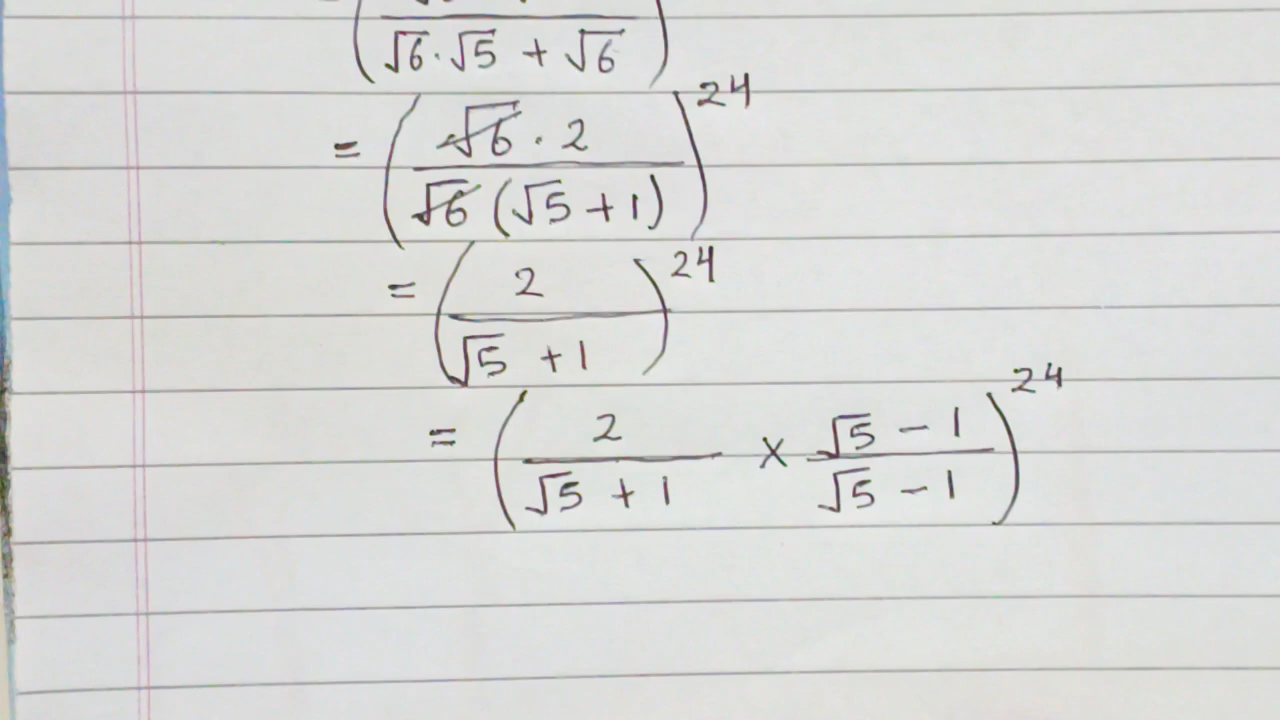 √6·√5 + √6
= (√6 · 2 / √6 (√5 + 1))^24
= (2 / √5 + 1)^24
= (2 / √5 + 1 × √5 − 1 / √5 − 1)^24